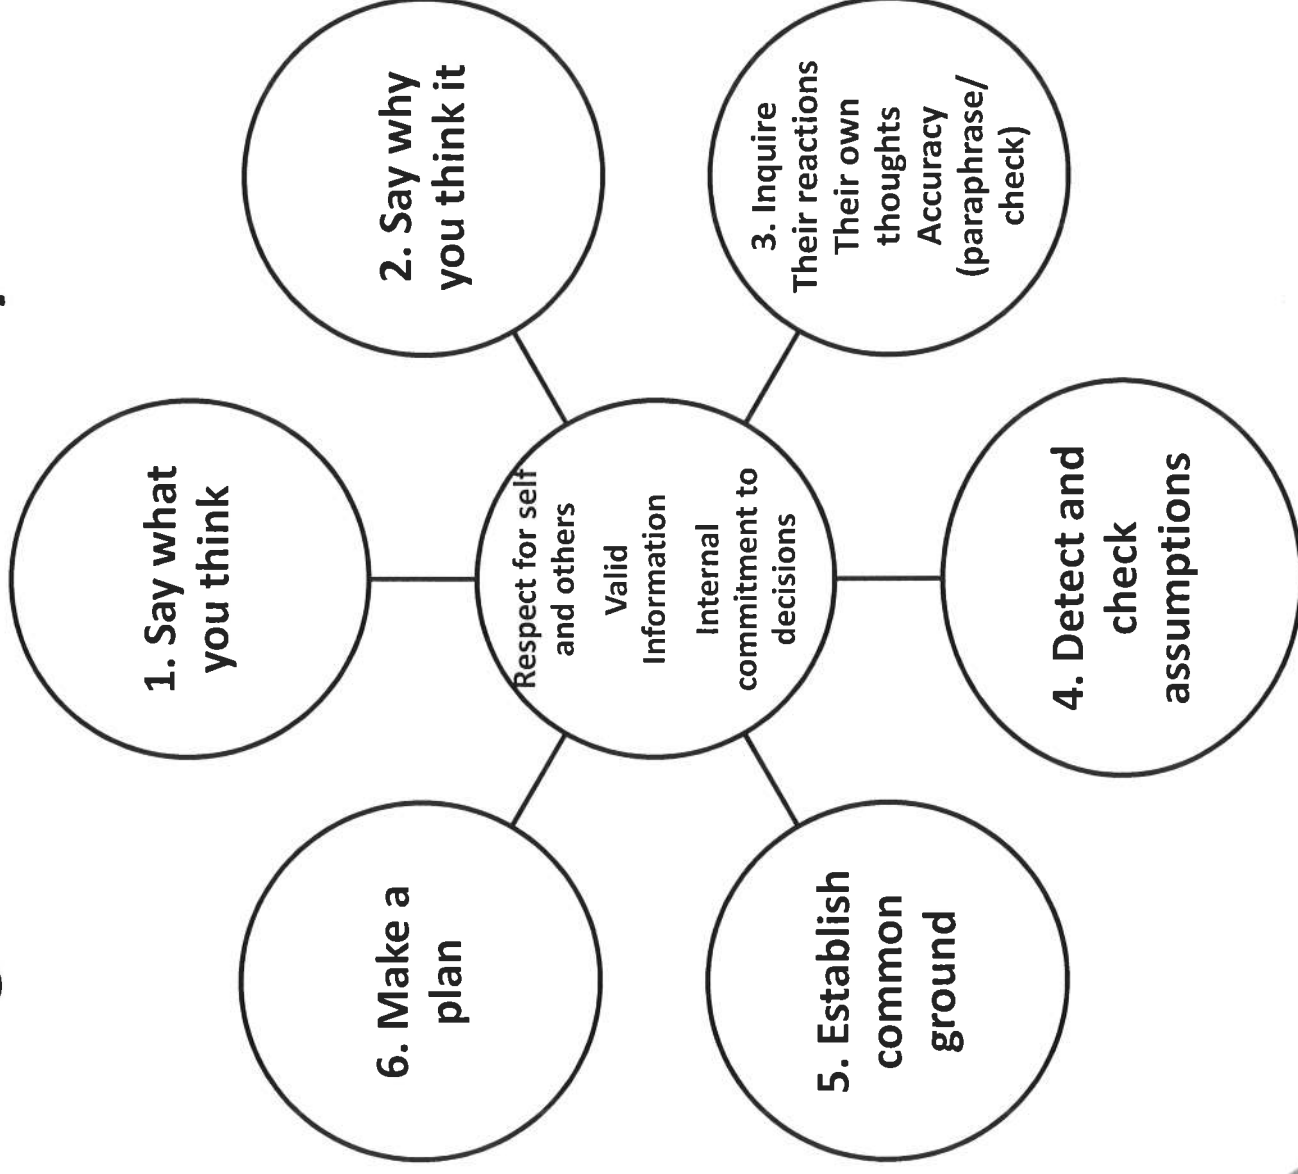 1. Say what
you think
2. Say why
you think it
3. Inquire
Their reactions
Their own
thoughts
Accuracy
(paraphrase/
check)
4. Detect and
check
assumptions
5. Establish
common
ground
6. Make a
plan
Respect for self
and others
Valid
Information
Internal
commitment to
decisions